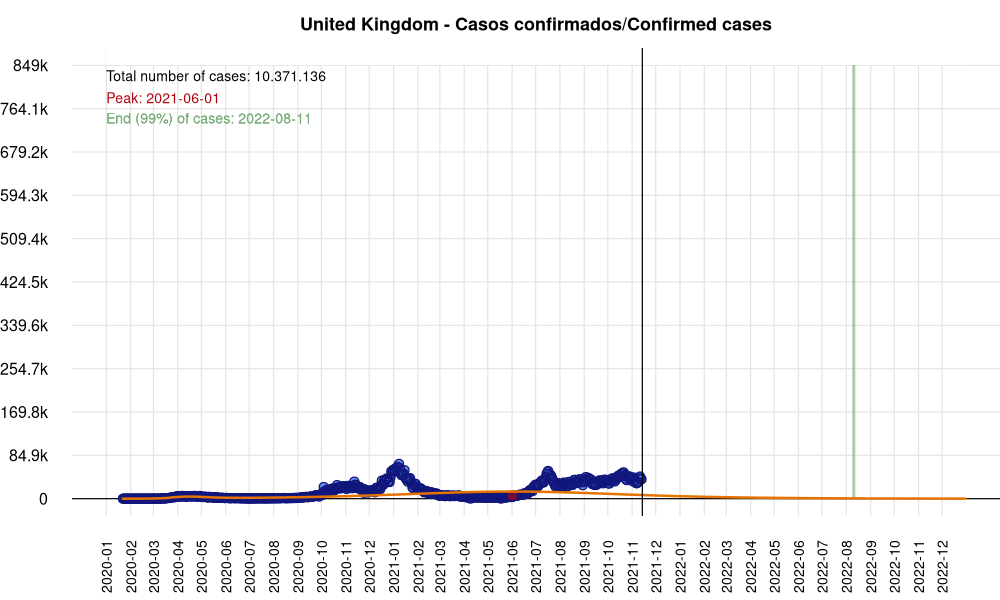 United Kingdom - Casos confirmados/Confirmed cases
849k
Total number of cases: 10.371.136
Peak: 2021-06-01
764.1k
End (99%) of cases: 2022-08-11
679.2k
594.3k
509.4k
424.5k
339.6k
254.7k
169.8k
84.9k
0
2020-01
2020-02
2020-03
2020-04
2020-05
2020-06
2020-07
2020-08
2020-09
2020-10
2020-11
2020-12
2021-01
2021-02
2021-03
2021-04
2021-05
2021-06
2021-07
2021-08
2021-09
2021-10
2021-11
2021-12
2022-01
2022-02
2022-03
2022-04
2022-05
2022-06
2022-07
2022-08
2022-09
2022-10
2022-11
2022-12